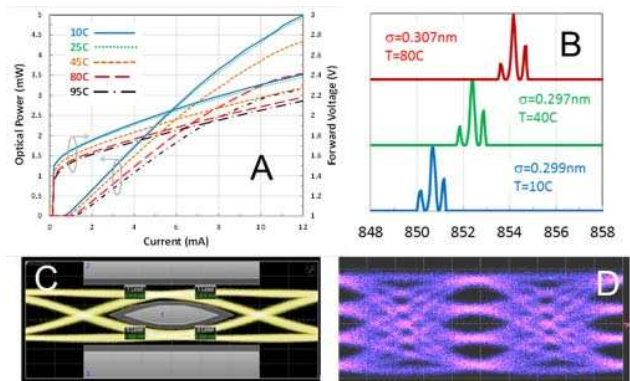 5
4.5
4
3.5
3
2.5
2
1.5
1
0.5
0
Optical Power (mW)
10C
25C
45C
80C
95C
A
3
2.8
2.6
2.4
2.2
2
1.8
1.6
1.4
1.2
1
Forward Voltage (V)
0 2 4 6 8 10 12
Current (mA)
B
σ=0.307nm
T=80C
σ=0.297nm
T=40C
σ=0.299nm
T=10C
848 850 852 854 856 858
C
D